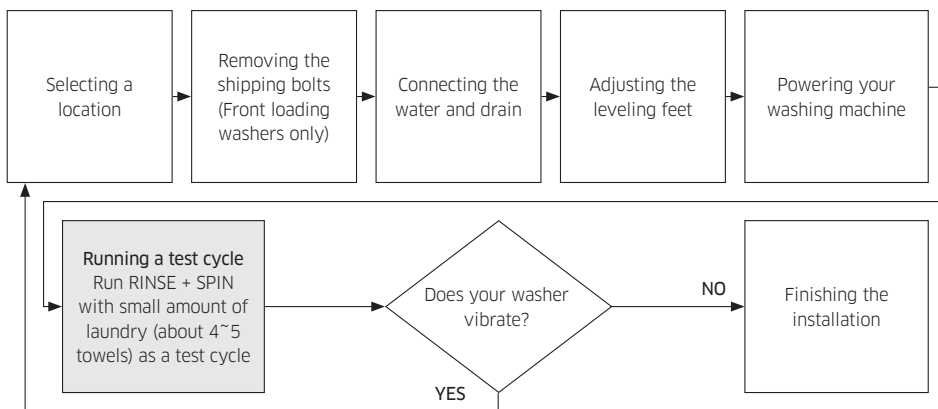 Selecting a
location
Removing the
shipping bolts
(Front loading
washers only)
Connecting the
water and drain
Adjusting the
leveling feet
Powering your
washing machine
Running a test cycle
Run RINSE + SPIN
with small amount of
laundry (about 4~5
towels) as a test cycle
Does your washer
vibrate?
NO
Finishing the
installation
YES